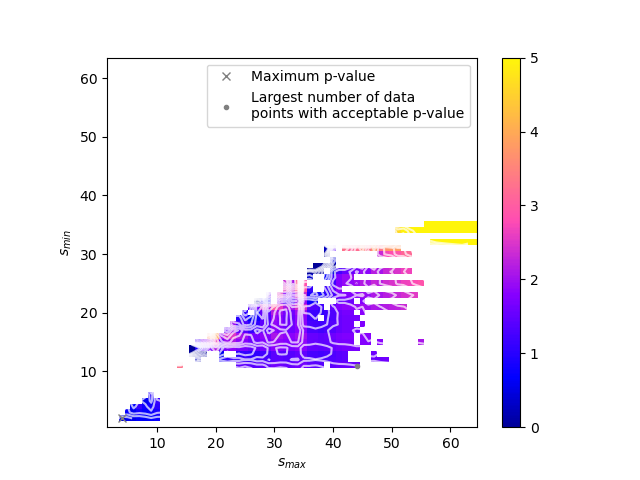 Maximum p-value
Largest number of data
points with acceptable p-value
60
50
40
30
20
10
s_min
10 20 30 40 50 60
s_max
5
4
3
2
1
0